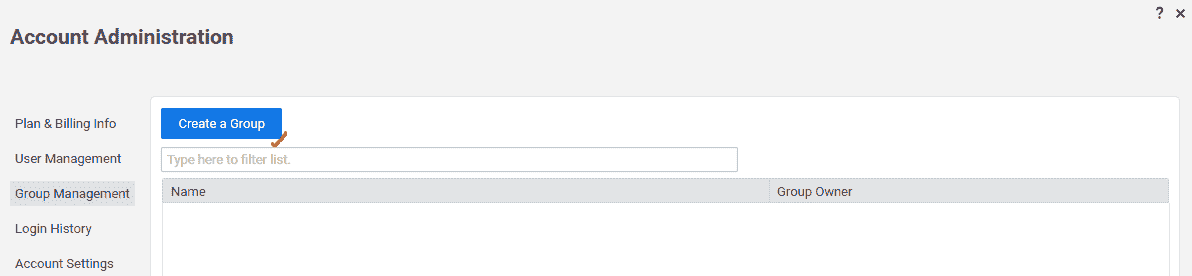 ?
×
Account Administration
Plan & Billing Info
User Management
Group Management
Login History
Account Settings
Create a Group
Type here to filter list.
Name
Group Owner